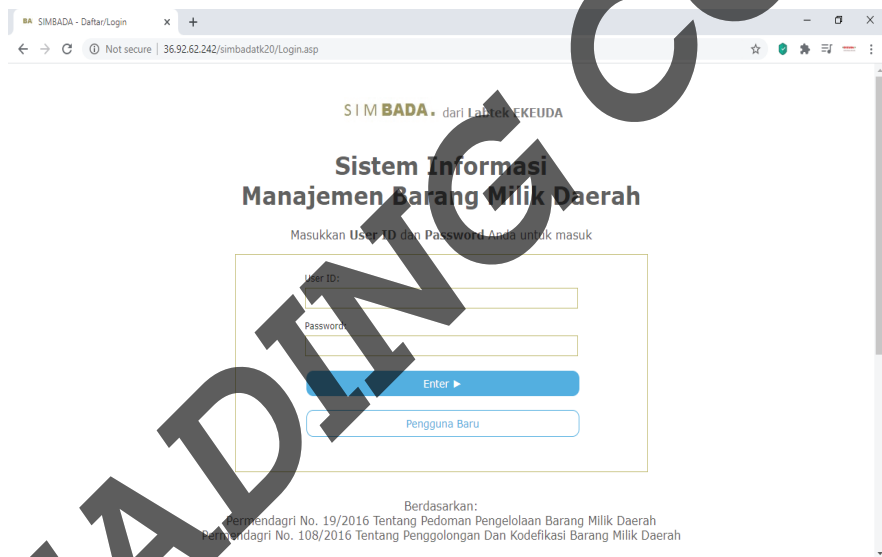 BA SIMBADA - Daftar/Login
Not secure | 36.92.62.242/simbadatk20/Login.asp
SIMBADA. dari Labtek EKEUDA
Sistem Informasi
Manajemen Barang Milik Daerah
Masukkan User ID dan Password Anda untuk masuk
User ID:
Password:
Enter ►
Pengguna Baru
Berdasarkan:
Permendagri No. 19/2016 Tentang Pedoman Pengelolaan Barang Milik Daerah
Permendagri No. 108/2016 Tentang Penggolongan Dan Kodefikasi Barang Milik Daerah
ADING CO